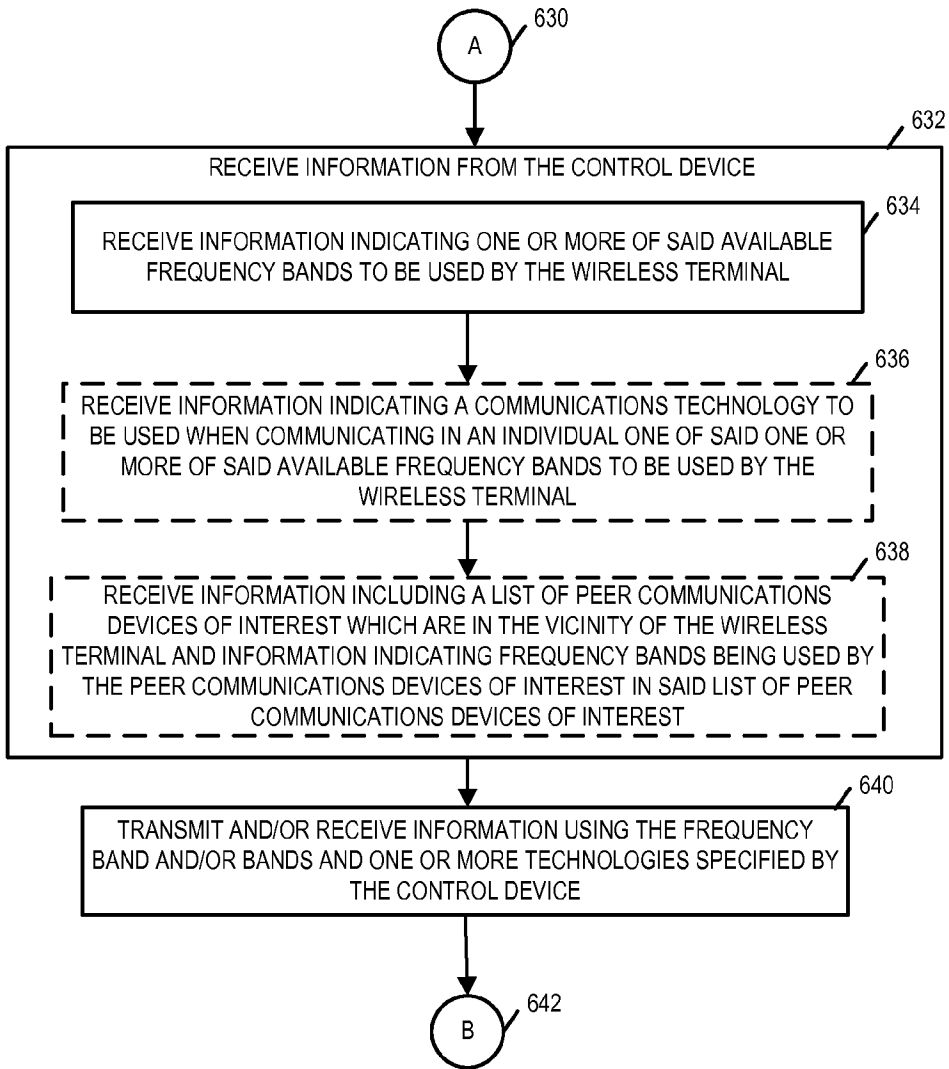 A
630
632
RECEIVE INFORMATION FROM THE CONTROL DEVICE
634
RECEIVE INFORMATION INDICATING ONE OR MORE OF SAID AVAILABLE
FREQUENCY BANDS TO BE USED BY THE WIRELESS TERMINAL
636
RECEIVE INFORMATION INDICATING A COMMUNICATIONS TECHNOLOGY TO
BE USED WHEN COMMUNICATING IN AN INDIVIDUAL ONE OF SAID ONE OR
MORE OF SAID AVAILABLE FREQUENCY BANDS TO BE USED BY THE
WIRELESS TERMINAL
638
RECEIVE INFORMATION INCLUDING A LIST OF PEER COMMUNICATIONS
DEVICES OF INTEREST WHICH ARE IN THE VICINITY OF THE WIRELESS
TERMINAL AND INFORMATION INDICATING FREQUENCY BANDS BEING USED BY
THE PEER COMMUNICATIONS DEVICES OF INTEREST IN SAID LIST OF PEER
COMMUNICATIONS DEVICES OF INTEREST
640
TRANSMIT AND/OR RECEIVE INFORMATION USING THE FREQUENCY
BAND AND/OR BANDS AND ONE OR MORE TECHNOLOGIES SPECIFIED BY
THE CONTROL DEVICE
B
642